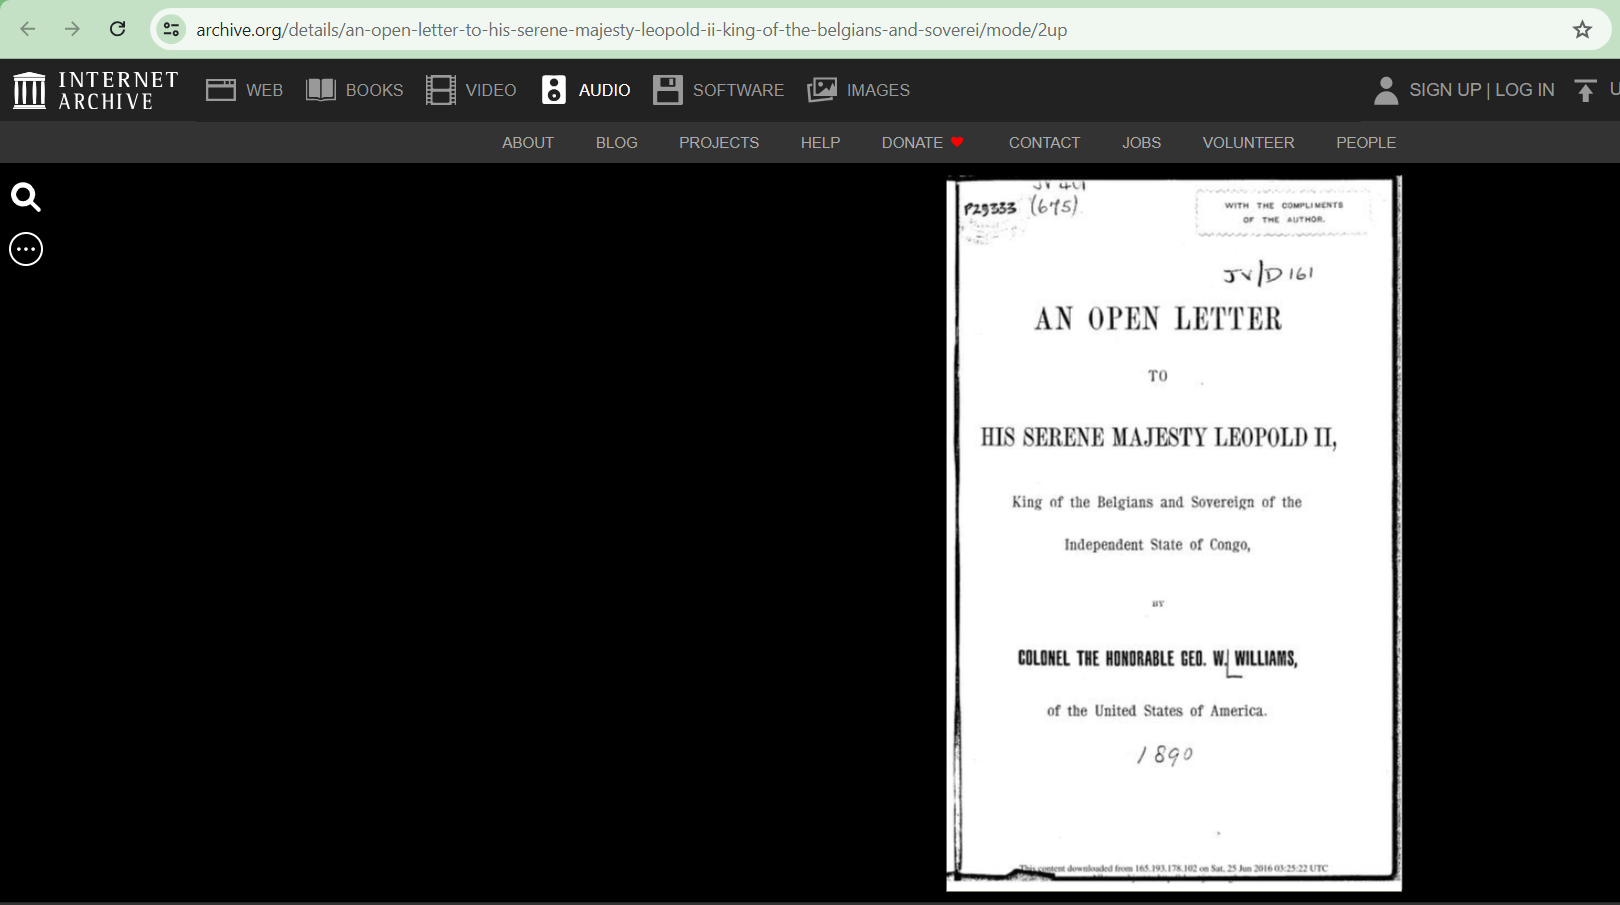 archive.org/details/an-open-letter-to-his-serene-majesty-leopold-ii-king-of-the-belgians-and-soverei/mode/2up
INTERNET ARCHIVE
WEB
BOOKS
VIDEO
AUDIO
SOFTWARE
IMAGES
SIGN UP | LOG IN
U
ABOUT
BLOG
PROJECTS
HELP
DONATE
CONTACT
JOBS
VOLUNTEER
PEOPLE
P29333 (675)
WITH THE COMPLIMENTS
OF THE AUTHOR.
JV/D161
AN OPEN LETTER
TO
HIS SERENE MAJESTY LEOPOLD II,
King of the Belgians and Sovereign of the
Independent State of Congo,
BY
COLONEL THE HONORABLE GEO. W. WILLIAMS,
of the United States of America.
1890
This content downloaded from 165.193.178.102 on Sat, 25 Jun 2016 03:25:22 UTC